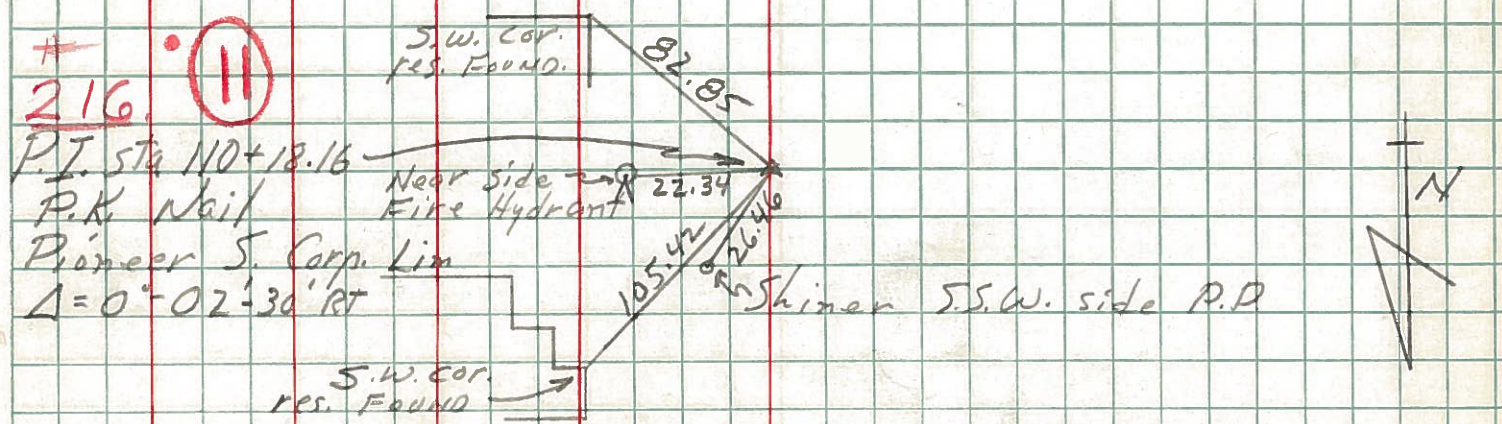 216.
11
P.I. sta 110+18.16
P.K. Nail
Pioneer S. Corp. Lim
Δ = 0°-02'-30" RT
S.W. cor.
res. Found.
82.85
Near side
Fire Hydrant
22.34
26.46
105.42
Shiner S.S.W. side P.P.
S.W. cor.
res. Found
N